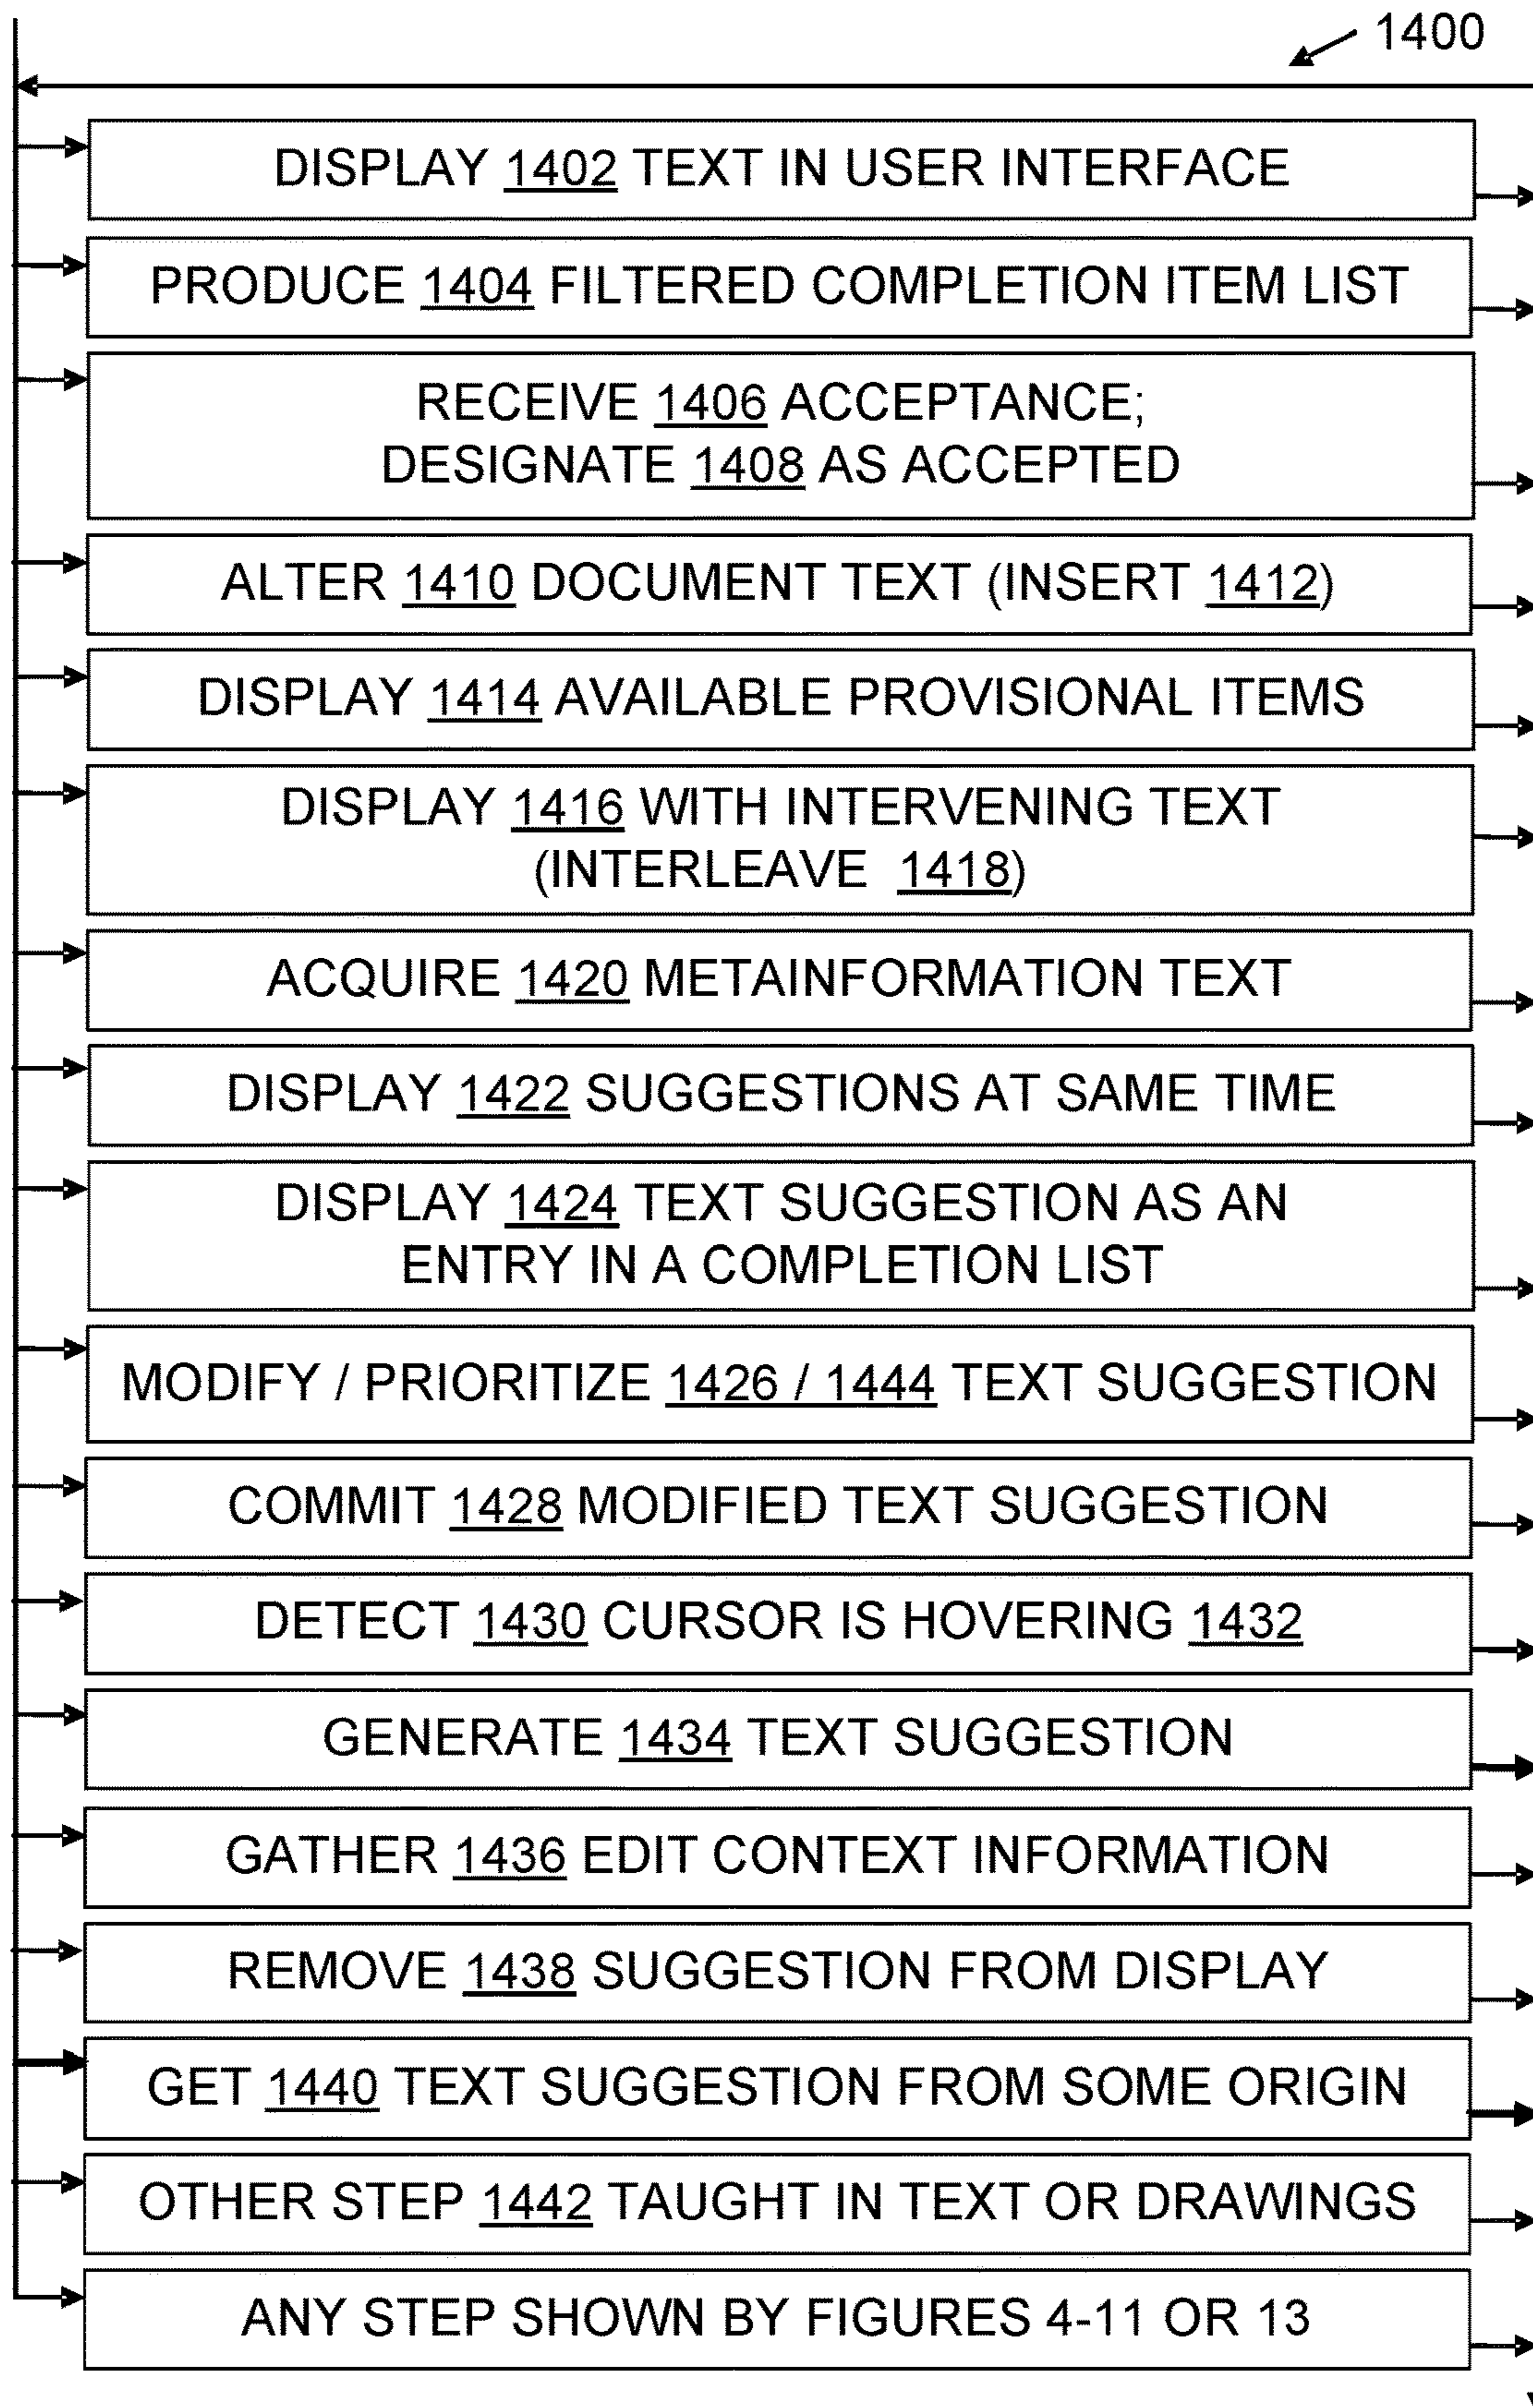 1400
DISPLAY 1402 TEXT IN USER INTERFACE
PRODUCE 1404 FILTERED COMPLETION ITEM LIST
RECEIVE 1406 ACCEPTANCE;
DESIGNATE 1408 AS ACCEPTED
ALTER 1410 DOCUMENT TEXT (INSERT 1412)
DISPLAY 1414 AVAILABLE PROVISIONAL ITEMS
DISPLAY 1416 WITH INTERVENING TEXT
(INTERLEAVE 1418)
ACQUIRE 1420 METAINFORMATION TEXT
DISPLAY 1422 SUGGESTIONS AT SAME TIME
DISPLAY 1424 TEXT SUGGESTION AS AN
ENTRY IN A COMPLETION LIST
MODIFY / PRIORITIZE 1426 / 1444 TEXT SUGGESTION
COMMIT 1428 MODIFIED TEXT SUGGESTION
DETECT 1430 CURSOR IS HOVERING 1432
GENERATE 1434 TEXT SUGGESTION
GATHER 1436 EDIT CONTEXT INFORMATION
REMOVE 1438 SUGGESTION FROM DISPLAY
GET 1440 TEXT SUGGESTION FROM SOME ORIGIN
OTHER STEP 1442 TAUGHT IN TEXT OR DRAWINGS
ANY STEP SHOWN BY FIGURES 4-11 OR 13